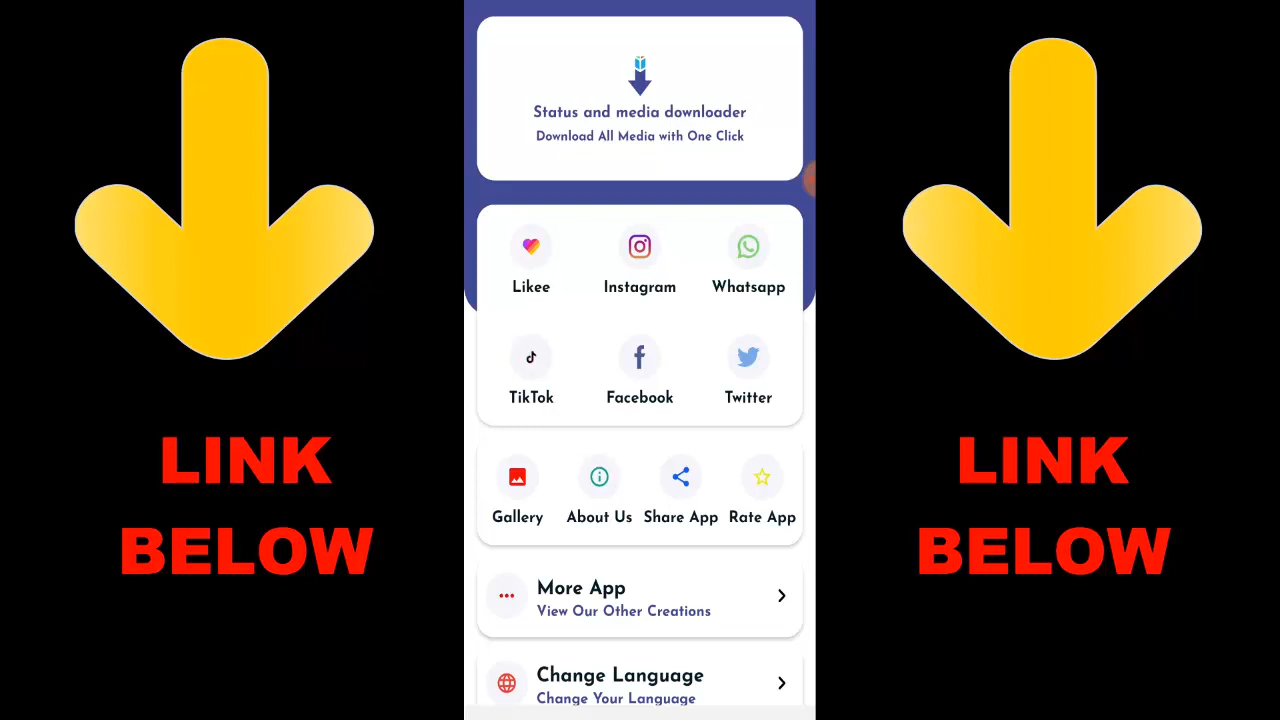 Status and media downloader
Download All Media with One Click
Likee Instagram Whatsapp
TikTok Facebook Twitter
LINK
BELOW
LINK
BELOW
Gallery About Us Share App Rate App
More App
View Our Other Creations
Change Language
Change Your Language